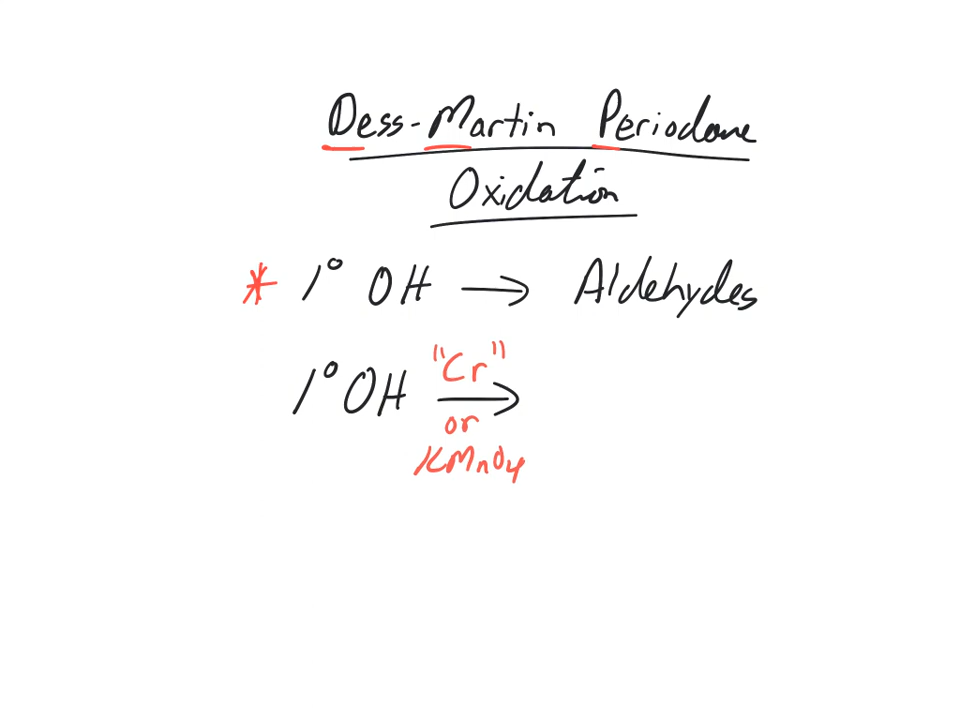 Dess-Martin Periodane
Oxidation
* 1° OH → Aldehydes
1° OH "Cr" →
or
KMnO4